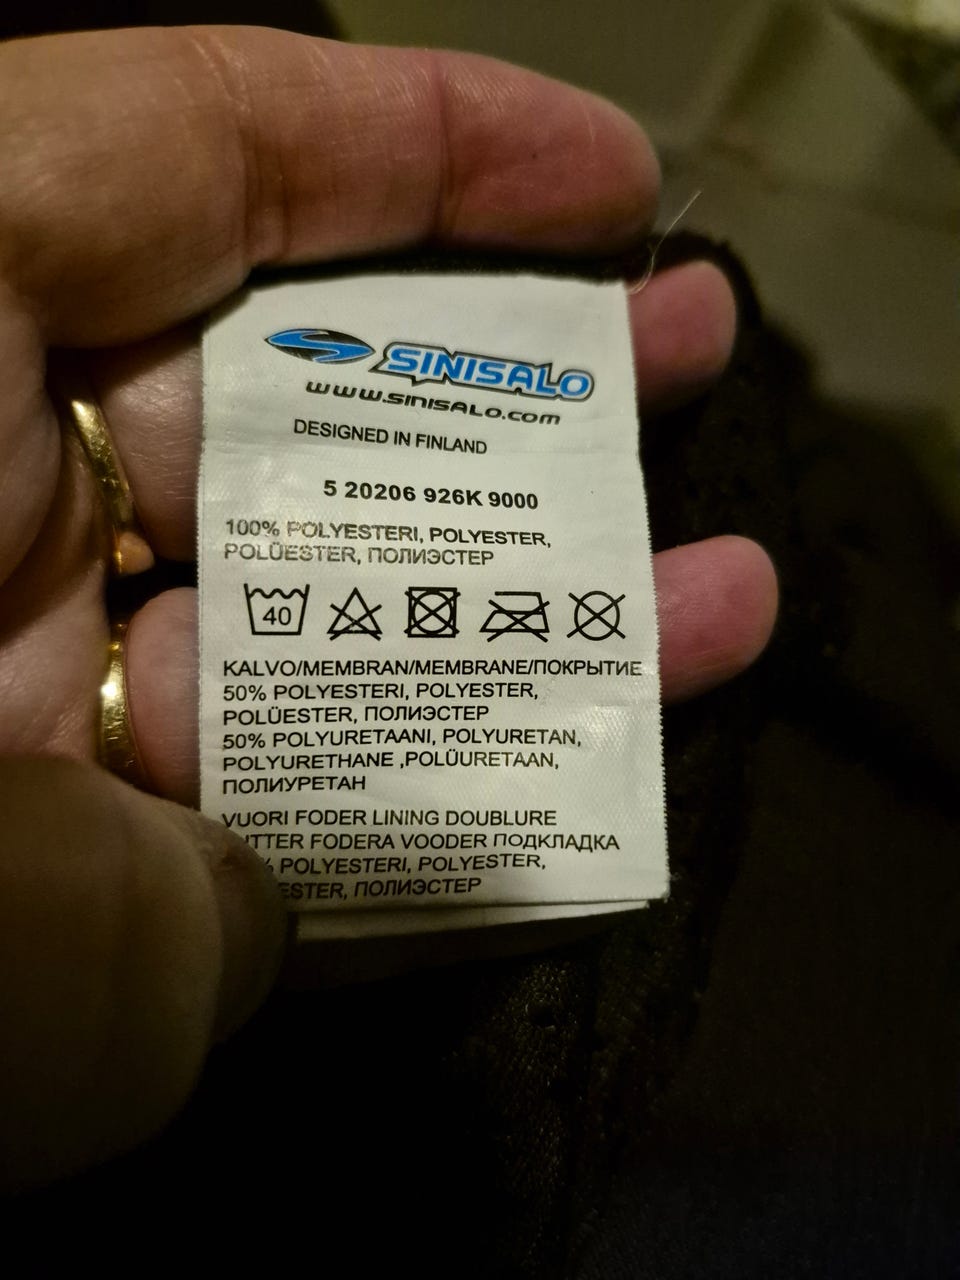 SINISALO
www.sinisalo.com
DESIGNED IN FINLAND
5 20206 926K 9000
100% POLYESTERI, POLYESTER,
POLÜESTER, ПОЛИЭСТЕР
40
KALVO/MEMBRAN/MEMBRANE/ПОКРЫТИЕ
50% POLYESTERI, POLYESTER,
POLÜESTER, ПОЛИЭСТЕР
50% POLYURETAANI, POLYURETAN,
POLYURETHANE ,POLÜURETAAN,
ПОЛИУРЕТАН
VUORI FODER LINING DOUBLURE
FODERA VOODER ПОДКЛАДКА
POLYESTERI, POLYESTER,
ПОЛИЭСТЕР